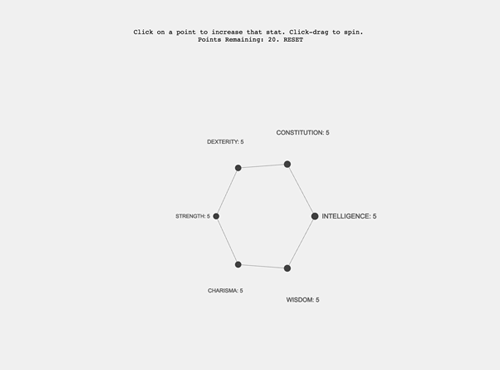 Click on a point to increase that stat. Click-drag to spin.
Points Remaining: 20. RESET
CONSTITUTION: 5
DEXTERITY: 5
STRENGTH: 5
INTELLIGENCE: 5
CHARISMA: 5
WISDOM: 5